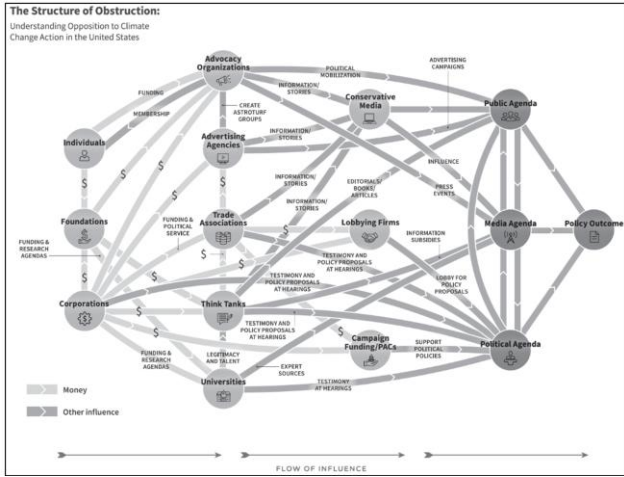 The Structure of Obstruction:
Understanding Opposition to Climate
Change Action in the United States
Advocacy
Organizations
POLITICAL
MOBILIZATION
ADVERTISING
CAMPAIGNS
FUNDING
INFORMATION/
STORIES
Conservative
Media
Public Agenda
MEMBERSHIP
CREATE
ASTROTURF
GROUPS
Individuals
Advertising
Agencies
INFORMATION/
STORIES
INFLUENCE
INFORMATION/
STORIES
EDITORIALS/
BOOKS/
ARTICLES
PRESS
EVENTS
$
$
$
$
$
INFORMATION/
STORIES
Foundations
FUNDING &
POLITICAL
SERVICE
Trade
Associations
$
Lobbying Firms
INFORMATION
SUBSIDIES
Media Agenda
Policy Outcome
FUNDING &
RESEARCH
AGENDAS
$
$
$
TESTIMONY AND
POLICY PROPOSALS
AT HEARINGS
TESTIMONY AND
POLICY PROPOSALS
AT HEARINGS
LOBBY FOR
POLICY
PROPOSALS
$
Corporations
$
Think Tanks
TESTIMONY AND
POLICY PROPOSALS
AT HEARINGS
$
Campaign
Funding/PACs
SUPPORT
POLITICAL
POLICIES
Political Agenda
FUNDING &
RESEARCH
AGENDAS
LEGITIMACY
AND TALENT
EXPERT
SOURCES
Universities
TESTIMONY
AT HEARINGS
Money
Other influence
FLOW OF INFLUENCE